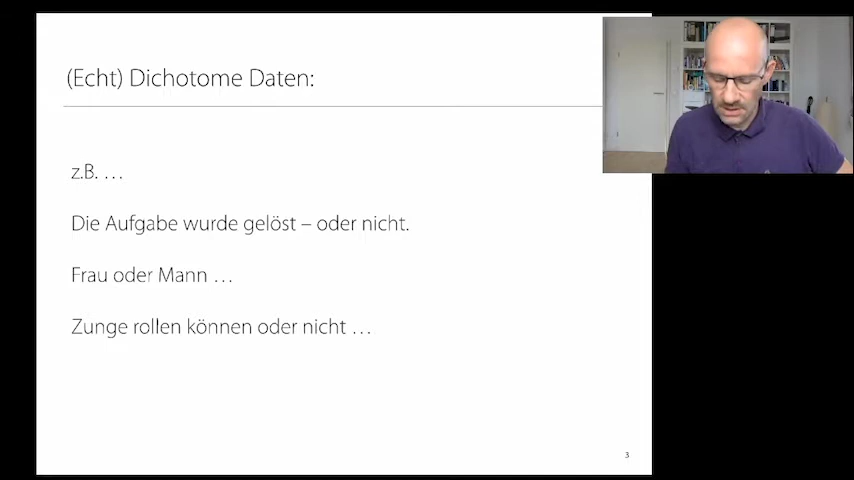 (Echt) Dichotome Daten:
z.B. …
Die Aufgabe wurde gelöst – oder nicht.
Frau oder Mann …
Zunge rollen können oder nicht …
3